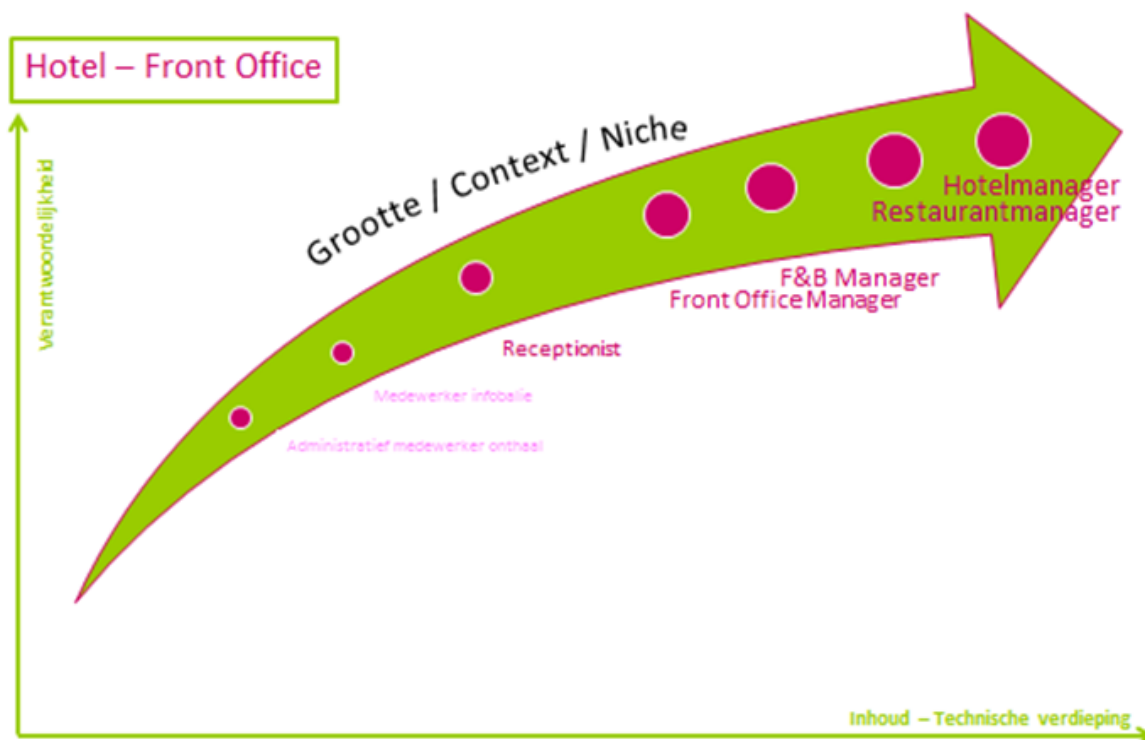 Hotel – Front Office
Verantwoordelijkheid
Grootte / Context / Niche
Hotelmanager
Restaurantmanager
F&B Manager
Front Office Manager
Receptionist
Medewerker infobalie
Administratief medewerker onthaal
Inhoud – Technische verdieping